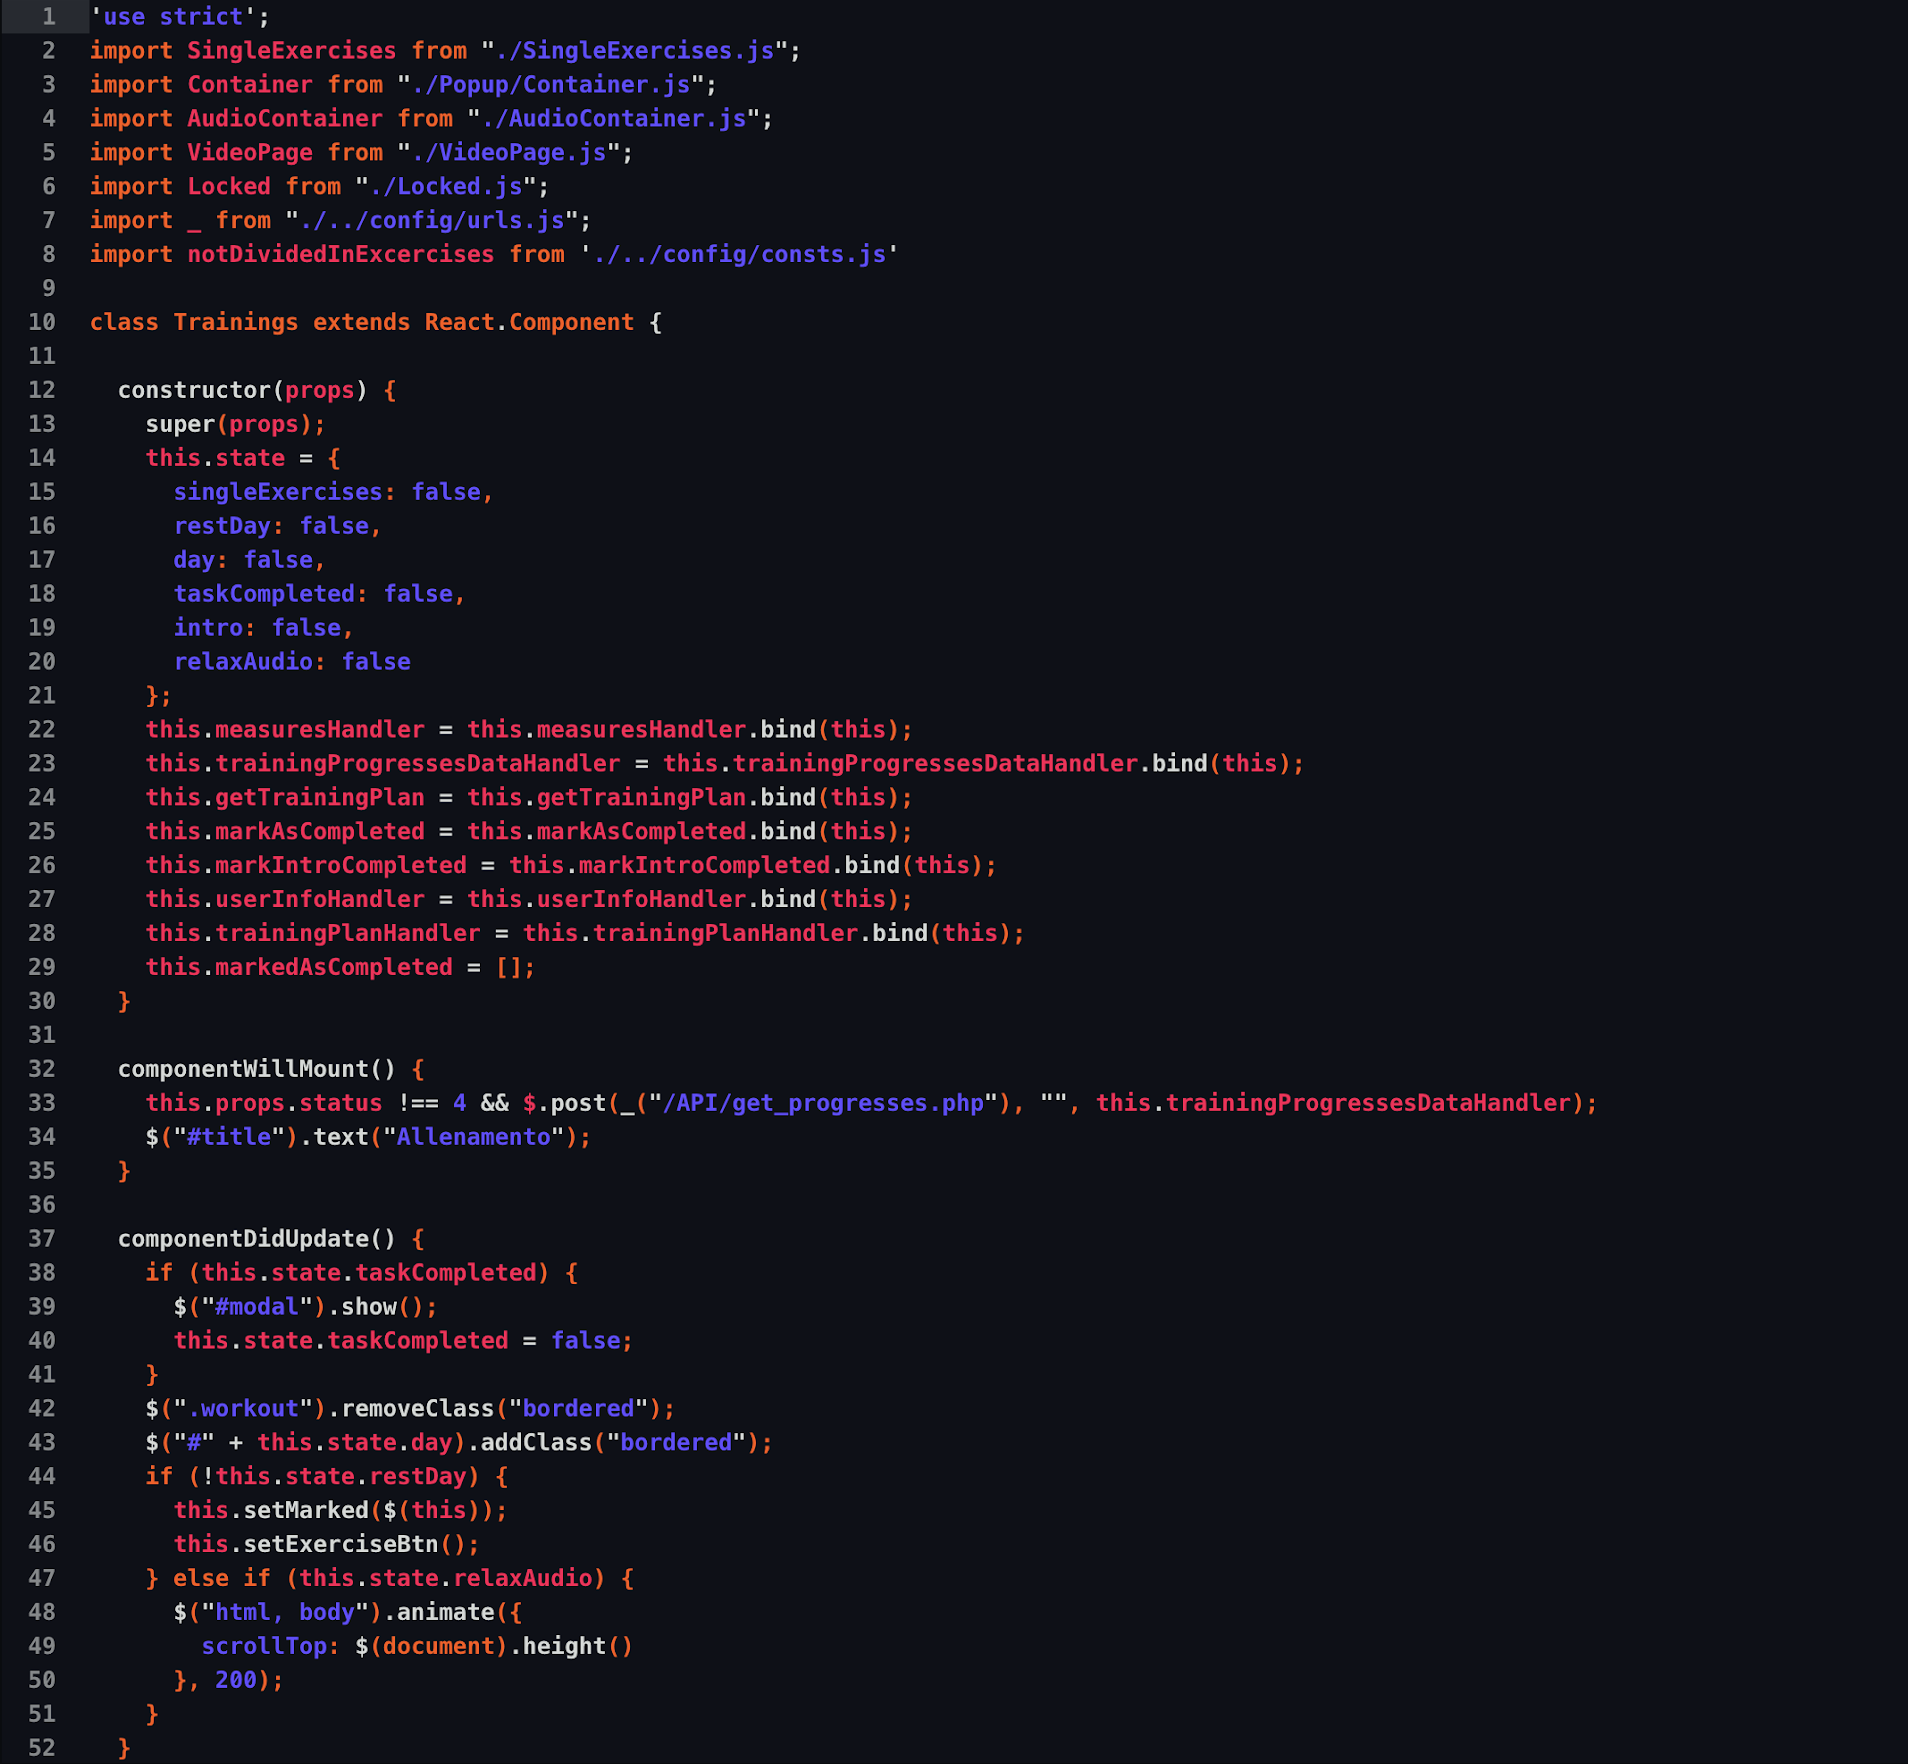 1 'use strict';
2 import SingleExercises from "./SingleExercises.js";
3 import Container from "./Popup/Container.js";
4 import AudioContainer from "./AudioContainer.js";
5 import VideoPage from "./VideoPage.js";
6 import Locked from "./Locked.js";
7 import _ from "./../config/urls.js";
8 import notDividedInExcercises from './../config/consts.js'
9
10 class Trainings extends React.Component {
11
12   constructor(props) {
13     super(props);
14     this.state = {
15       singleExercises: false,
16       restDay: false,
17       day: false,
18       taskCompleted: false,
19       intro: false,
20       relaxAudio: false
21     };
22     this.measuresHandler = this.measuresHandler.bind(this);
23     this.trainingProgressesDataHandler = this.trainingProgressesDataHandler.bind(this);
24     this.getTrainingPlan = this.getTrainingPlan.bind(this);
25     this.markAsCompleted = this.markAsCompleted.bind(this);
26     this.markIntroCompleted = this.markIntroCompleted.bind(this);
27     this.userInfoHandler = this.userInfoHandler.bind(this);
28     this.trainingPlanHandler = this.trainingPlanHandler.bind(this);
29     this.markedAsCompleted = [];
30   }
31
32   componentWillMount() {
33     this.props.status !== 4 && $.post(_("/API/get_progresses.php"), "", this.trainingProgressesDataHandler);
34     $("#title").text("Allenamento");
35   }
36
37   componentDidUpdate() {
38     if (this.state.taskCompleted) {
39       $("#modal").show();
40       this.state.taskCompleted = false;
41     }
42     $(".workout").removeClass("bordered");
43     $("#" + this.state.day).addClass("bordered");
44     if (!this.state.restDay) {
45       this.setMarked($(this));
46       this.setExerciseBtn();
47     } else if (this.state.relaxAudio) {
48       $("html, body").animate({
49         scrollTop: $(document).height()
50       }, 200);
51     }
52   }